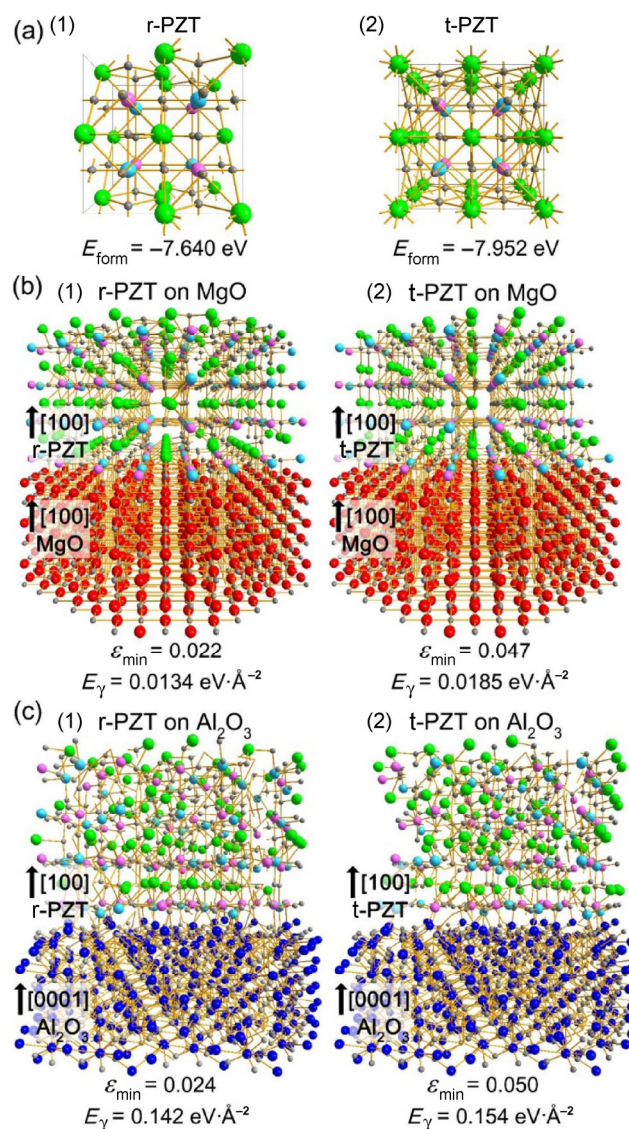 (a) (1) r-PZT (2) t-PZT
E_form = –7.640 eV E_form = –7.952 eV
(b) (1) r-PZT on MgO (2) t-PZT on MgO
[100] [100]
r-PZT t-PZT
[100] [100]
MgO MgO
ε_min = 0.022 ε_min = 0.047
E_γ = 0.0134 eV·Å⁻² E_γ = 0.0185 eV·Å⁻²
(c) (1) r-PZT on Al₂O₃ (2) t-PZT on Al₂O₃
[100] [100]
r-PZT t-PZT
[0001] [0001]
Al₂O₃ Al₂O₃
ε_min = 0.024 ε_min = 0.050
E_γ = 0.142 eV·Å⁻² E_γ = 0.154 eV·Å⁻²